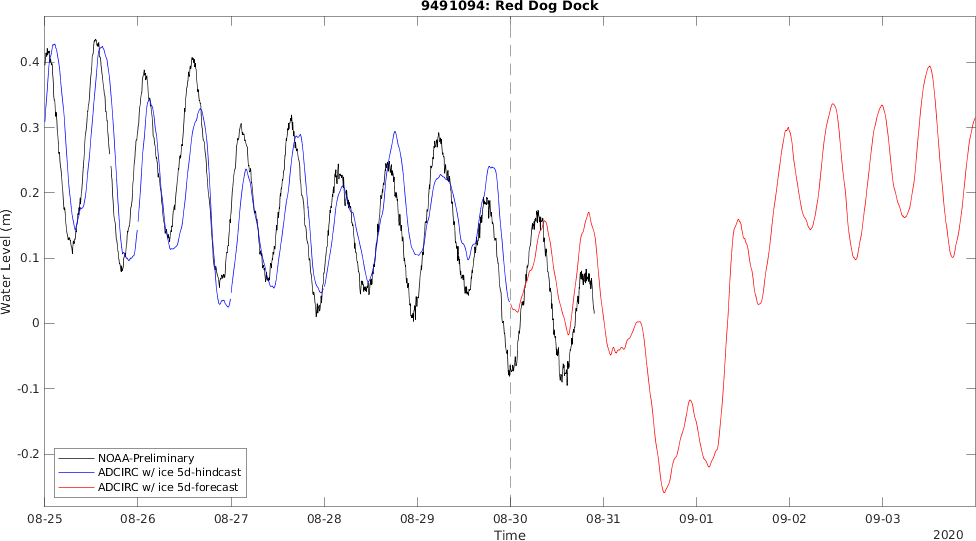 9491094: Red Dog Dock
Water Level (m)
0.4
0.3
0.2
0.1
0
-0.1
-0.2
NOAA-Preliminary
ADCIRC w/ ice 5d-hindcast
ADCIRC w/ ice 5d-forecast
08-25 08-26 08-27 08-28 08-29 08-30 08-31 09-01 09-02 09-03
Time
2020